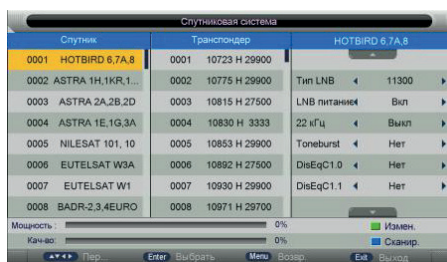 Спутниковая система
Спутник Транспондер HOTBIRD 6,7A,8
0001 HOTBIRD 6,7A,8 0001 10723 H 29900
0002 ASTRA 1H,1KR,1... 0002 10775 H 29900 Тип LNB 11300
0003 ASTRA 2A,2B,2D 0003 10815 H 27500 LNB питание Вкл
0004 ASTRA 1E,1G,3A 0004 10830 H 3333 22 кГц Выкл
0005 NILESAT 101, 10 0005 10853 H 29900 Toneburst Нет
0006 EUTELSAT W3A 0006 10892 H 27500 DisEqC1.0 Нет
0007 EUTELSAT W1 0007 10930 H 29900 DisEqC1.1 Нет
0008 BADR-2,3,4EURO 0008 10971 H 29700
Мощность : 0% Измен.
Кач-во: 0% Сканир.
Пер... Enter Выбрать Menu Возвр. Exit Выход